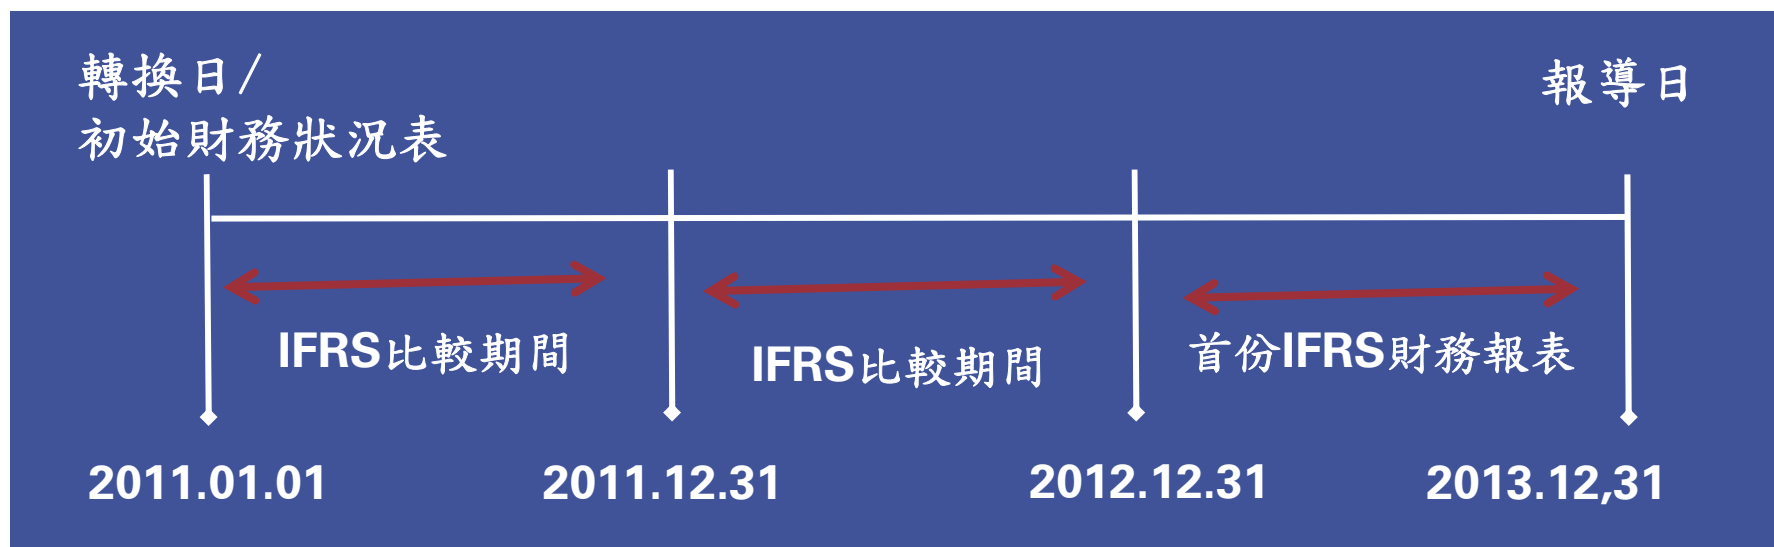 轉換日/
初始財務狀況表
報導日
IFRS比較期間
IFRS比較期間
首份IFRS財務報表
2011.01.01
2011.12.31
2012.12.31
2013.12,31